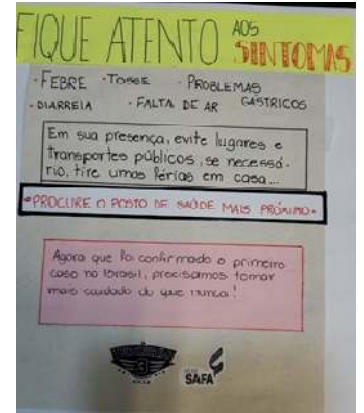 FIQUE ATENTO AOS
SINTOMAS
·FEBRE ·TOSSE ·PROBLEMAS
GÁSTRICOS
·DIARREIA ·FALTA DE AR
Em sua presença, evite lugares e
transportes públicos, se necessá-
rio, tire umas férias em casa...
•PROCURE O POSTO DE SAÚDE MAIS PRÓXIMO•
Agora que foi confirmado o primeiro
caso no Brasil, precisamos tomar
mais cuidado do que nunca!
3
SAFA